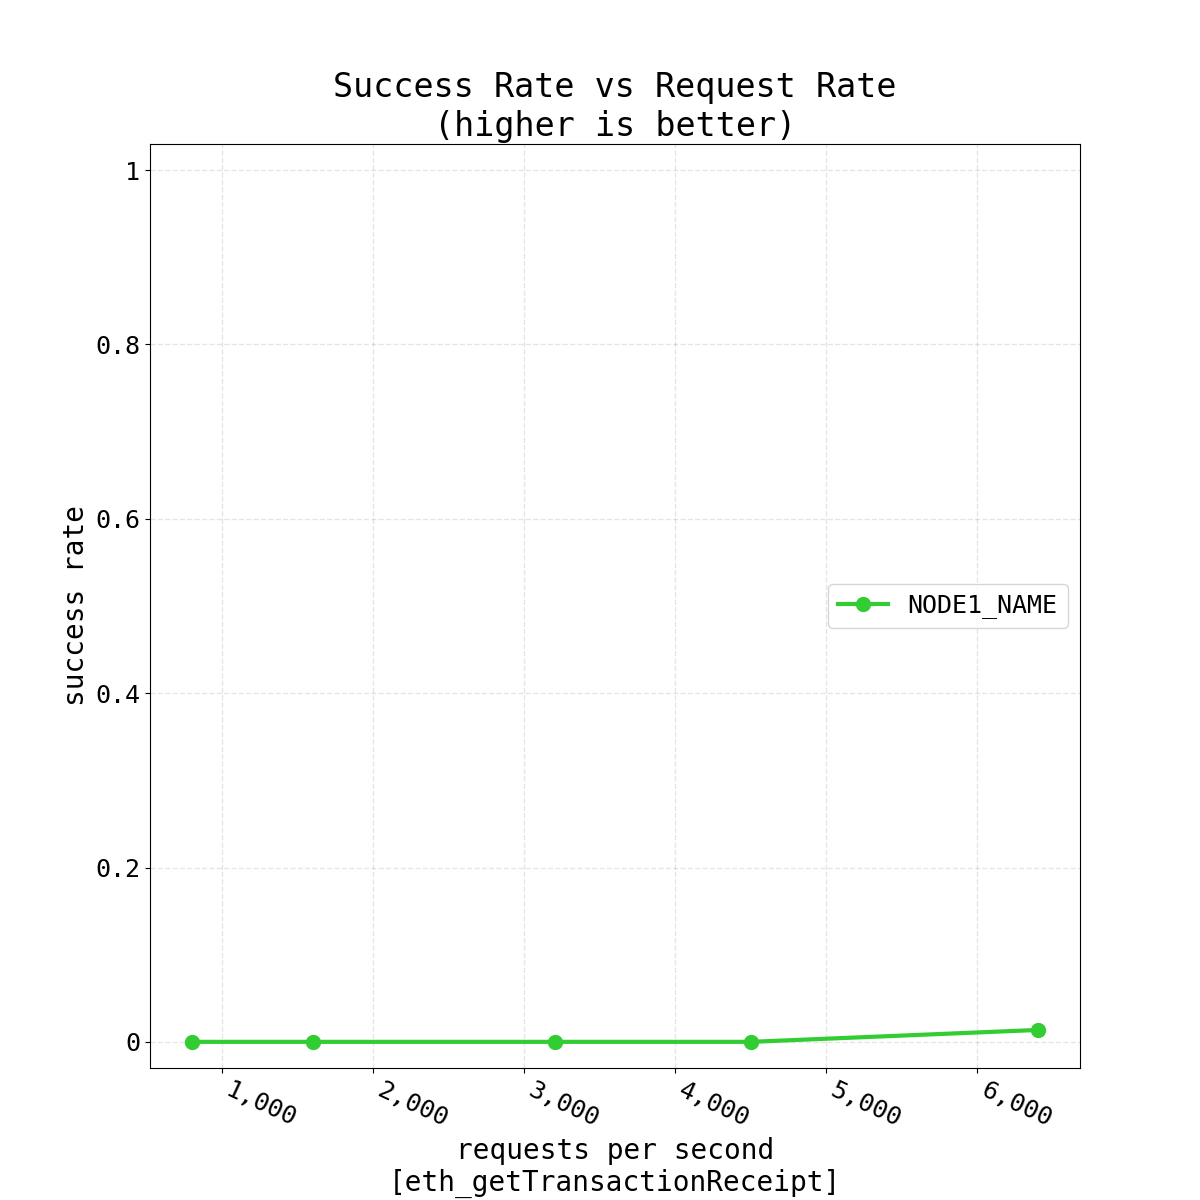 Success Rate vs Request Rate
(higher is better)
1
0.8
0.6
0.4
0.2
0
success rate
NODE1_NAME
1,000
2,000
3,000
4,000
5,000
6,000
requests per second
[eth_getTransactionReceipt]